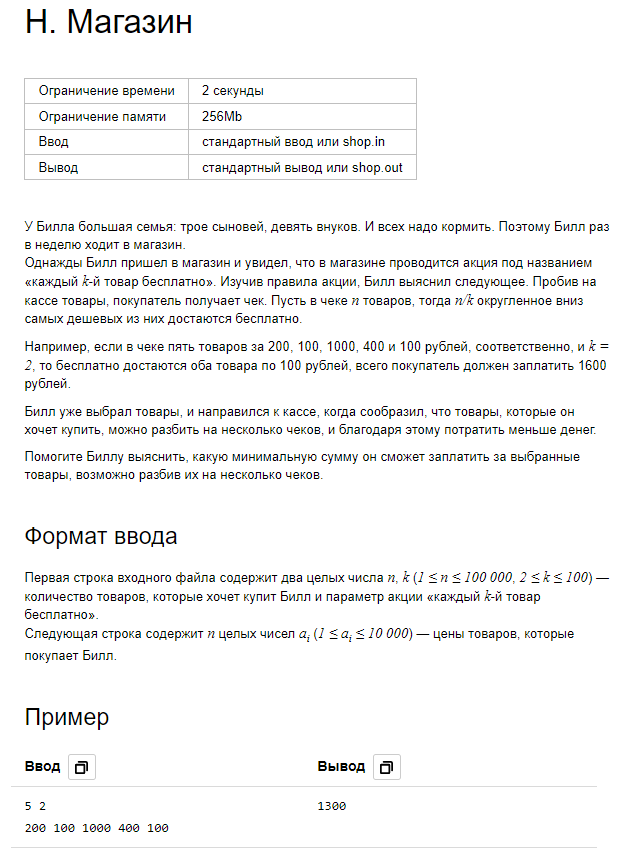 Н. Магазин
Ограничение времени 2 секунды
Ограничение памяти 256Mb
Ввод стандартный ввод или shop.in
Вывод стандартный вывод или shop.out
У Билла большая семья: трое сыновей, девять внуков. И всех надо кормить. Поэтому Билл раз
в неделю ходит в магазин.
Однажды Билл пришел в магазин и увидел, что в магазине проводится акция под названием
«каждый k-й товар бесплатно». Изучив правила акции, Билл выяснил следующее. Пробив на
кассе товары, покупатель получает чек. Пусть в чеке n товаров, тогда n/k округленное вниз
самых дешевых из них достаются бесплатно.
Например, если в чеке пять товаров за 200, 100, 1000, 400 и 100 рублей, соответственно, и k =
2, то бесплатно достаются оба товара по 100 рублей, всего покупатель должен заплатить 1600
рублей.
Билл уже выбрал товары, и направился к кассе, когда сообразил, что товары, которые он
хочет купить, можно разбить на несколько чеков, и благодаря этому потратить меньше денег.
Помогите Биллу выяснить, какую минимальную сумму он сможет заплатить за выбранные
товары, возможно разбив их на несколько чеков.
Формат ввода
Первая строка входного файла содержит два целых числа n, k (1 ≤ n ≤ 100 000, 2 ≤ k ≤ 100) —
количество товаров, которые хочет купит Билл и параметр акции «каждый k-й товар
бесплатно».
Следующая строка содержит n целых чисел aᵢ (1 ≤ aᵢ ≤ 10 000) — цены товаров, которые
покупает Билл.
Пример
Ввод Вывод
5 2 1300
200 100 1000 400 100